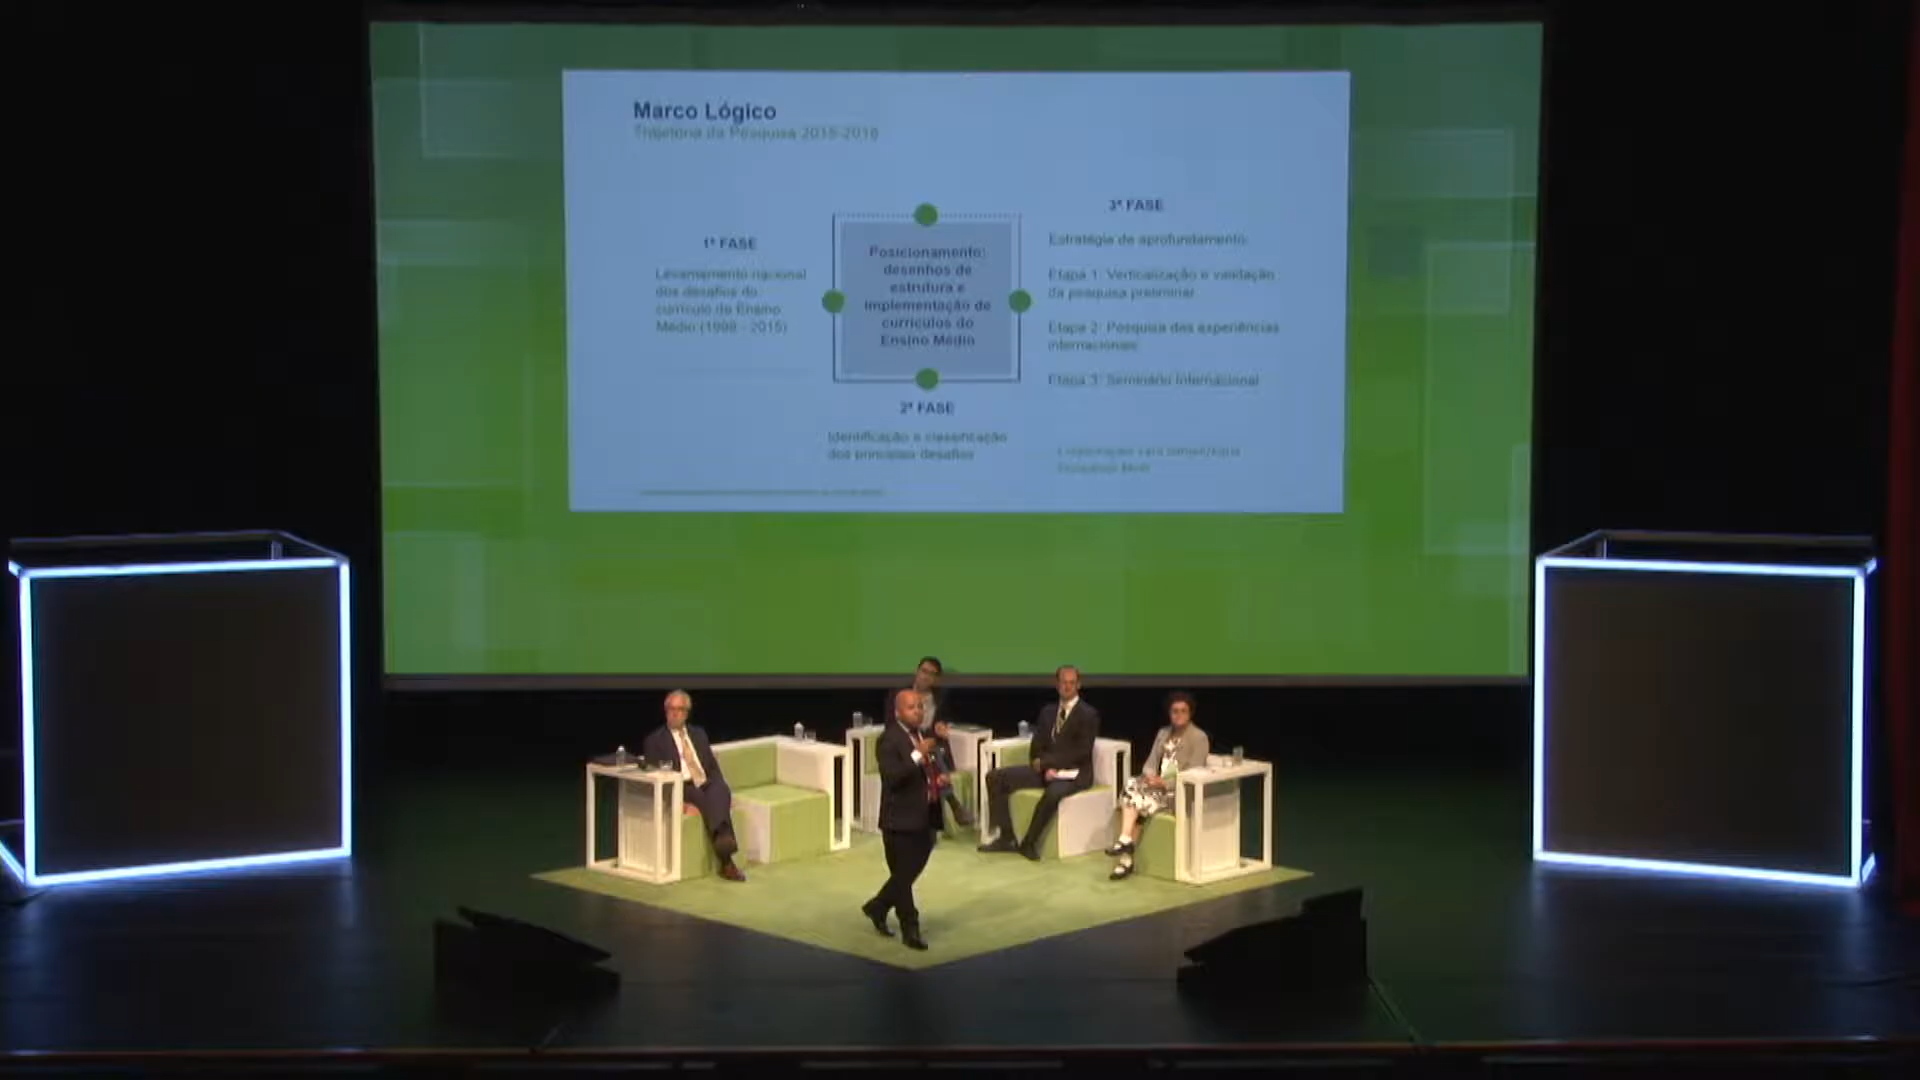 Marco Lógico
Trajetória da Pesquisa 2015-2016
1ª FASE
Levantamento nacional
dos desafios do
currículo de Ensino
Médio (1998 - 2015)
Posicionamento:
desenhos de
estrutura e
implementação de
currículos do
Ensino Médio
2ª FASE
Identificação e classificação
dos principais desafios
3ª FASE
Estratégia de aprofundamento:
Etapa 1: Verticalização e validação
da pesquisa preliminar
Etapa 2: Pesquisa das experiências
internacionais
Etapa 3: Seminário Internacional